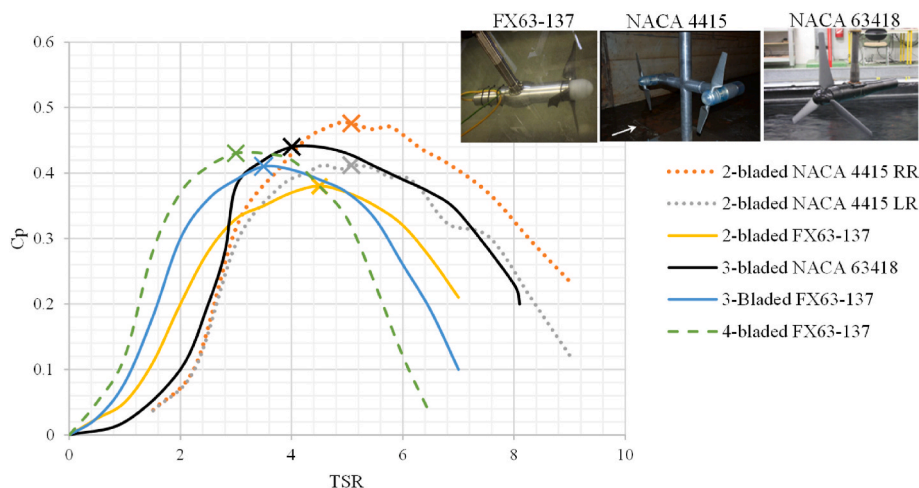 FX63-137 NACA 4415 NACA 63418
0.6
0.5
0.4
0.3
0.2
0.1
0
Cp
0 2 4 6 8 10
TSR
2-bladed NACA 4415 RR
2-bladed NACA 4415 LR
2-bladed FX63-137
3-bladed NACA 63418
3-Bladed FX63-137
4-bladed FX63-137